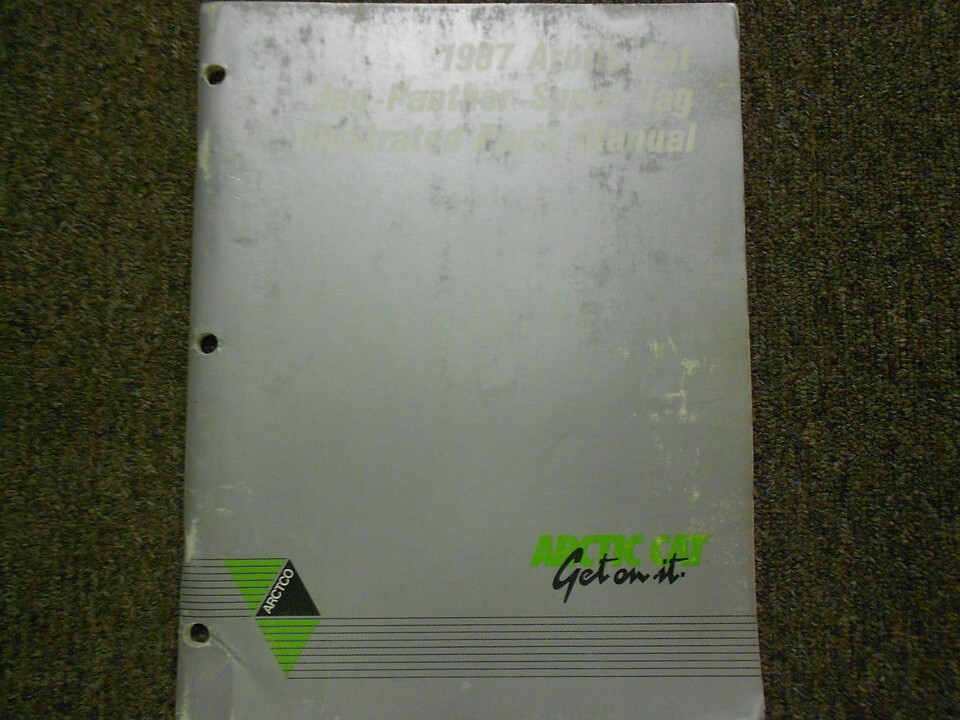 1987 Arctic Cat
Jag-Panther-Super Jag
Illustrated Parts Manual
ARCTIC CAT
Get on it.
ARCTCO